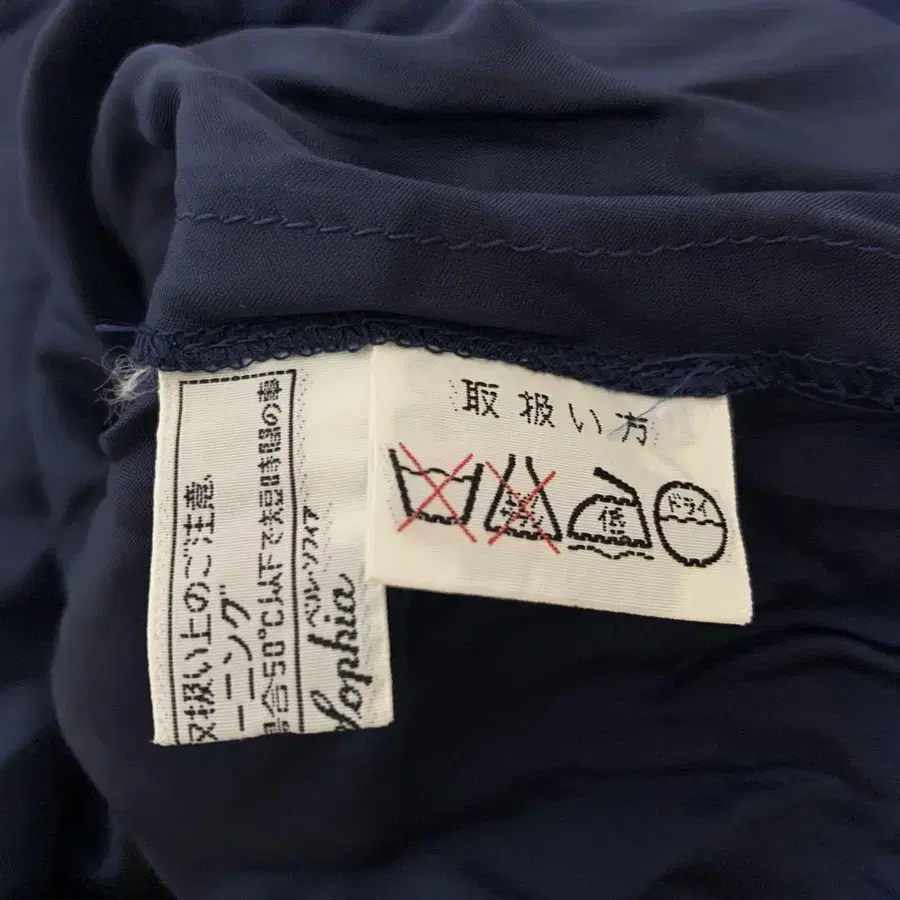 取扱い方
低
ドライ
取扱い上のご注意
ーニング
場合50℃以下で短時間の事
ベル・ソフィア
Sophia